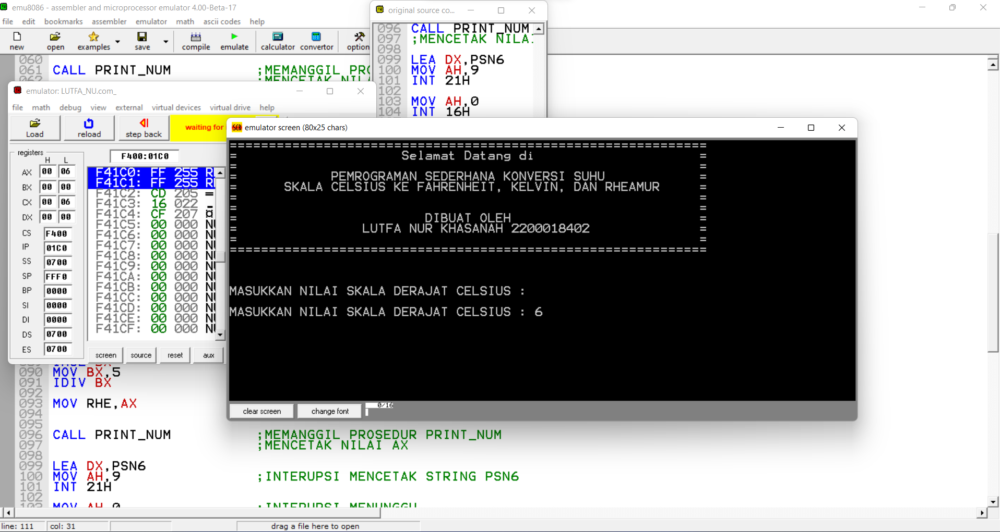 emu8086 - assembler and microprocessor emulator 4.00-Beta-17
file edit bookmarks assembler emulator math ascii codes help
new open examples save compile emulate calculator convertor option
060
061 CALL PRINT_NUM ;MEMANGGIL PRO
062 ;MENCETAK NILA
original source co...
096 CALL PRINT_NUM
097 ;MENCETAK NILA
098
099 LEA DX,PSN6
100 MOV AH,9
101 INT 21H
102
103 MOV AH,0
104 INT 16H
emulator: LUTFA_NU.com_
file math debug view external virtual devices virtual drive help
Load reload step back waiting for
registers
H L
AX 00 06
BX 00 00
CX 00 06
DX 00 00
CS F400
IP 01C0
SS 0700
SP FFF0
BP 0000
SI 0000
DI 0000
DS 0700
ES 0700
F400:01C0
F41C0: FF 255 R
F41C1: FF 255 R
F41C2: CD 205 =
F41C3: 16 022 _
F41C4: CF 207 ¤
F41C5: 00 000 N
F41C6: 00 000 N
F41C7: 00 000 N
F41C8: 00 000 N
F41C9: 00 000 N
F41CA: 00 000 N
F41CB: 00 000 N
F41CC: 00 000 N
F41CD: 00 000 N
F41CE: 00 000 N
F41CF: 00 000 N
screen source reset aux
SCR emulator screen (80x25 chars)
=============================================================
= Selamat Datang di =
= =
= PEMROGRAMAN SEDERHANA KONVERSI SUHU =
= SKALA CELSIUS KE FAHRENHEIT, KELVIN, DAN RHEAMUR =
= =
= =
= DIBUAT OLEH =
= LUTFA NUR KHASANAH 2200018402 =
= =
=============================================================
MASUKKAN NILAI SKALA DERAJAT CELSIUS :
MASUKKAN NILAI SKALA DERAJAT CELSIUS : 6
clear screen change font 0/16
090 MOV BX,5
091 IDIV BX
092
093 MOV RHE,AX
094
095
096 CALL PRINT_NUM ;MEMANGGIL PROSEDUR PRINT_NUM
097 ;MENCETAK NILAI AX
098
099 LEA DX,PSN6
100 MOV AH,9 ;INTERUPSI MENCETAK STRING PSN6
101 INT 21H
102
103 MOV AH,0 ;INTERUPSI MENUNGGU
line: 111 col: 31 drag a file here to open